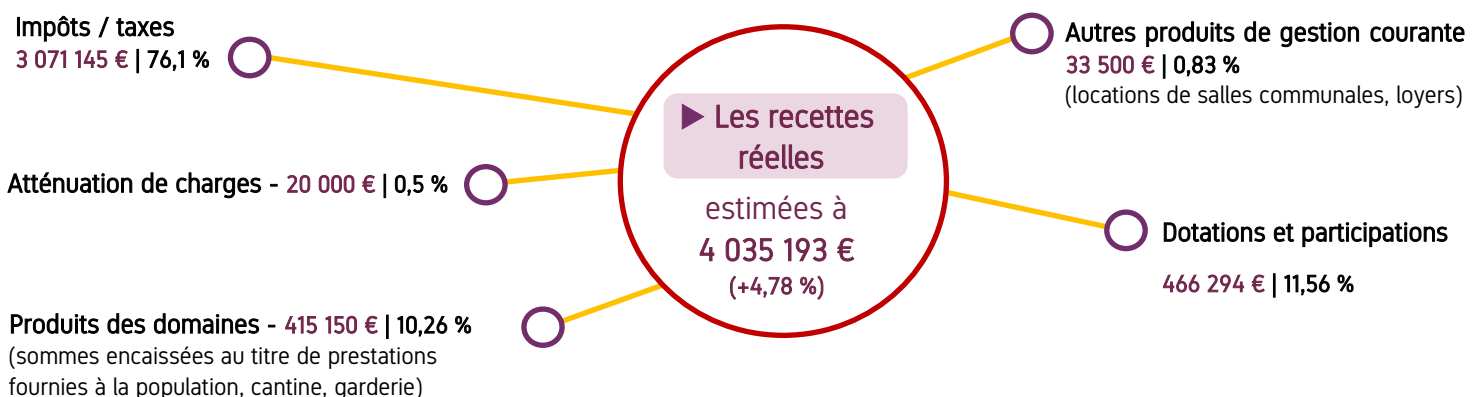 Impôts / taxes
3 071 145 € | 76,1 %
Atténuation de charges - 20 000 € | 0,5 %
Produits des domaines - 415 150 € | 10,26 %
(sommes encaissées au titre de prestations
fournies à la population, cantine, garderie)
▶ Les recettes
réelles
estimées à
4 035 193 €
(+4,78 %)
Autres produits de gestion courante
33 500 € | 0,83 %
(locations de salles communales, loyers)
Dotations et participations
466 294 € | 11,56 %